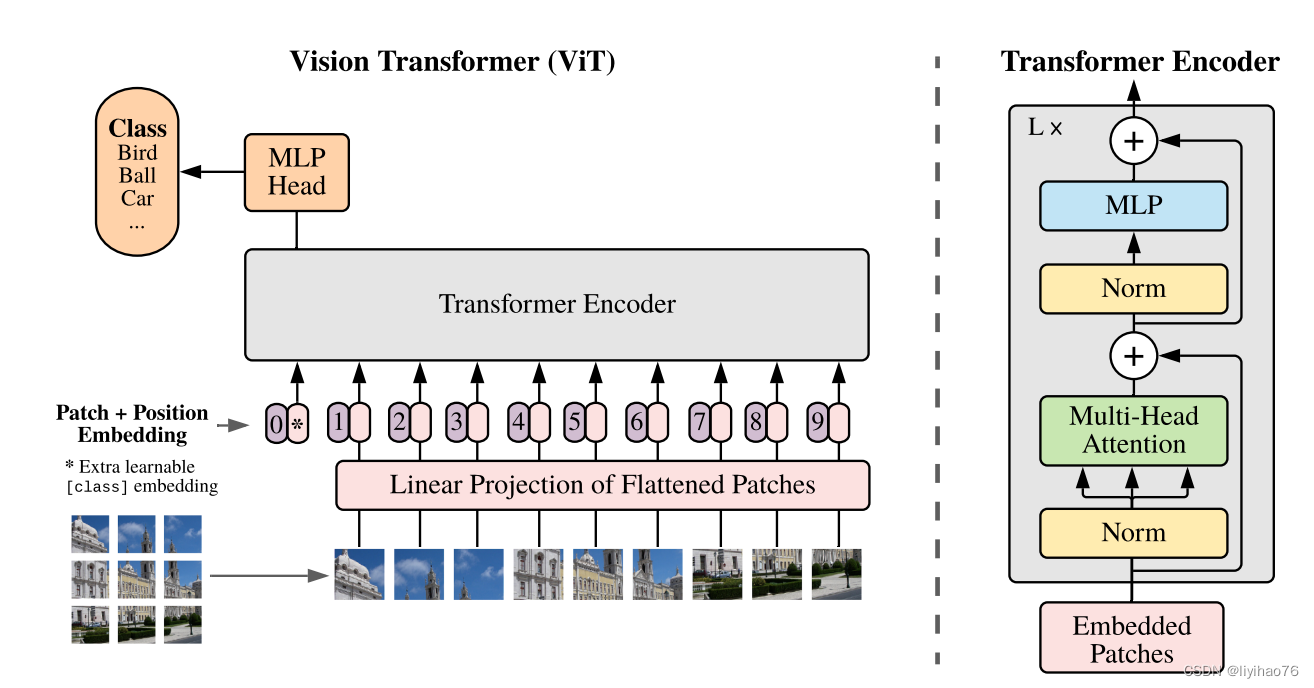 Vision Transformer (ViT)
Class
Bird
Ball
Car
...
MLP
Head
Transformer Encoder
Patch + Position
Embedding
* Extra learnable
[class] embedding
0 *
1
2
3
4
5
6
7
8
9
Linear Projection of Flattened Patches
Transformer Encoder
L ×
+
MLP
Norm
+
Multi-Head
Attention
Norm
Embedded
Patches
CSDN @liyihao76